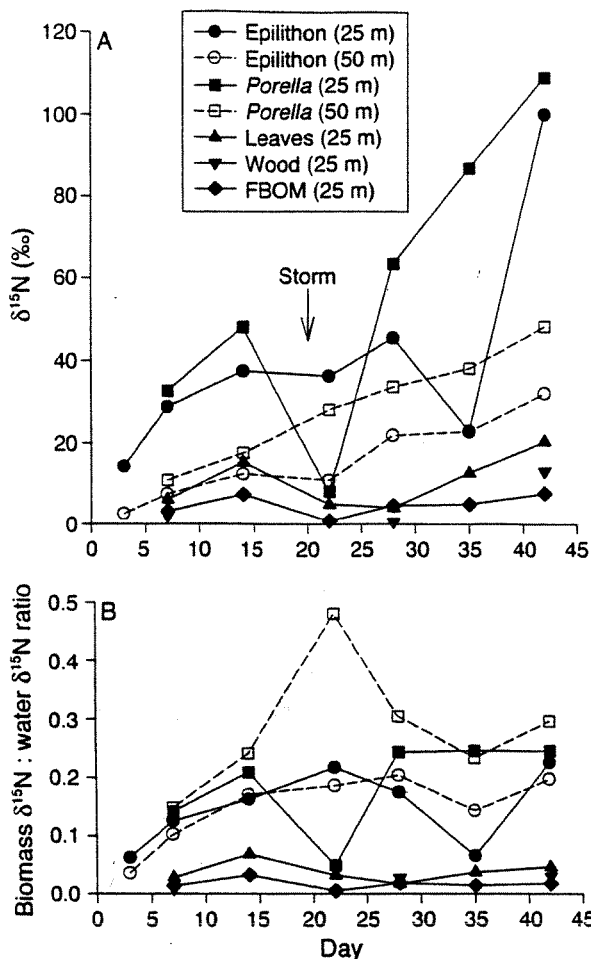 A
Epilithon (25 m)
Epilithon (50 m)
Porella (25 m)
Porella (50 m)
Leaves (25 m)
Wood (25 m)
FBOM (25 m)
δ¹⁵N (‰)
120
100
80
60
40
20
0
Storm
0 5 10 15 20 25 30 35 40 45
B
Biomass δ¹⁵N : water δ¹⁵N ratio
0.5
0.4
0.3
0.2
0.1
0.0
0 5 10 15 20 25 30 35 40 45
Day